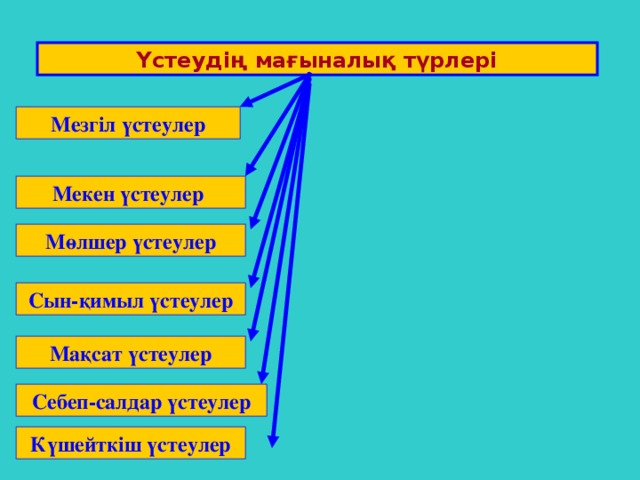 Үстеудің мағыналық түрлері
Мезгіл үстеулер
Мекен үстеулер
Мөлшер үстеулер
Сын-қимыл үстеулер
Мақсат үстеулер
Себеп-салдар үстеулер
Күшейткіш үстеулер